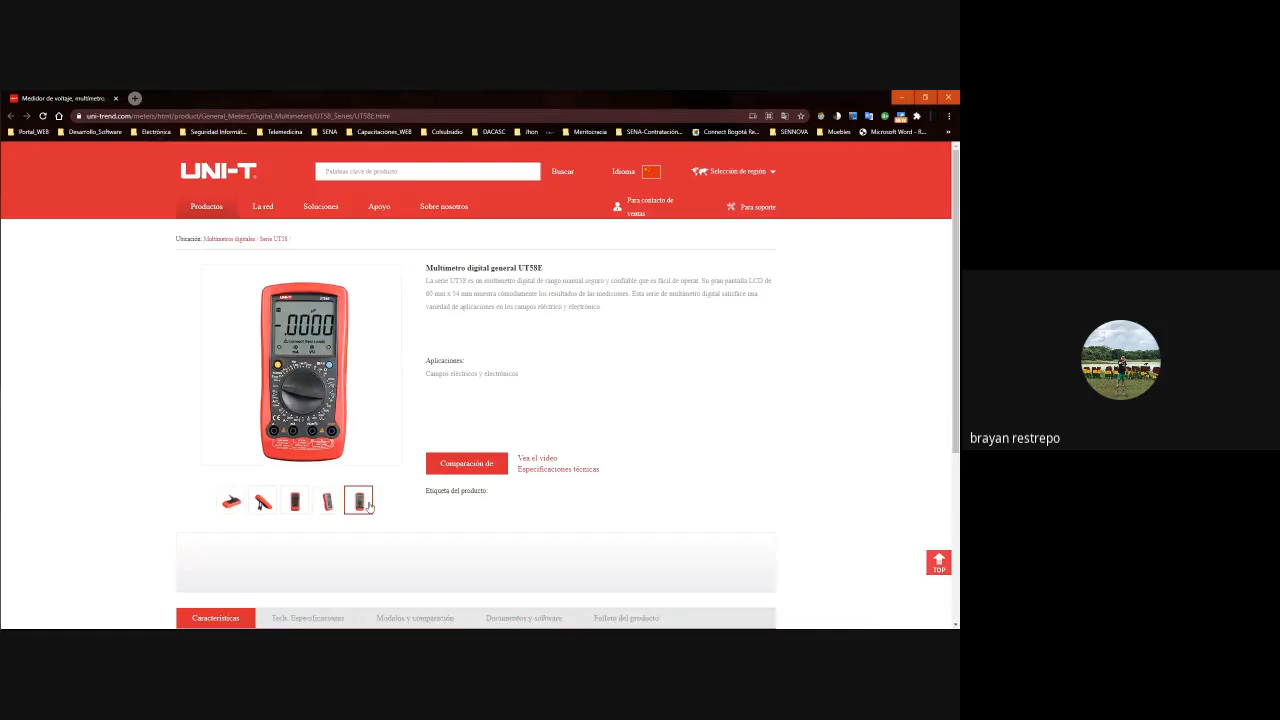 Medidor de voltaje, multímetro
uni-trend.com/meters/html/product/General_Meters/Digital_Multimeters/UT58_Series/UT58E.html
Portal_WEB
Desarrollo_Software
Electrónica
Seguridad Informát...
Telemedicina
SENA
Capacitaciones_WEB
Colsubsidio
DACASC
Jhon
Meritocracia
SENA-Contratación...
Connect Bogotá Re...
SENNOVA
Muebles
Microsoft Word - R...
»
UNI-T
Palabras clave de producto
Buscar
Idioma
Selección de región
Productos
La red
Soluciones
Apoyo
Sobre nosotros
Para contacto de
ventas
Para soporte
Ubicación: Multímetros digitales / Serie UT58 /
Multímetro digital general UT58E
La serie UT58 es un multímetro digital de rango manual seguro y confiable que es fácil de operar. Su gran pantalla LCD de
60 mm x 54 mm muestra cómodamente los resultados de las mediciones. Esta serie de multímetro digital satisface una
variedad de aplicaciones en los campos eléctrico y electrónico.
UNI-T
.0000
Aplicaciones:
Campos eléctricos y electrónicos
Comparación de
Vea el video
Especificaciones técnicas
Etiqueta del producto:
TOP
Características
Tech. Especificaciones
Modelos y comparación
Documentos y software
Folleto del producto
brayan restrepo